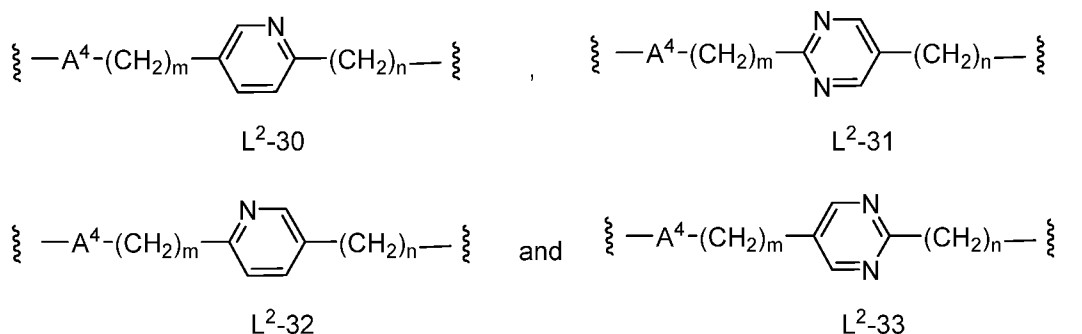 —A⁴-(CH₂)ₘ N (CH₂)ₙ— , —A⁴-(CH₂)ₘ N N (CH₂)ₙ—
L²-30 L²-31
—A⁴-(CH₂)ₘ N (CH₂)ₙ— and —A⁴-(CH₂)ₘ N N (CH₂)ₙ—
L²-32 L²-33